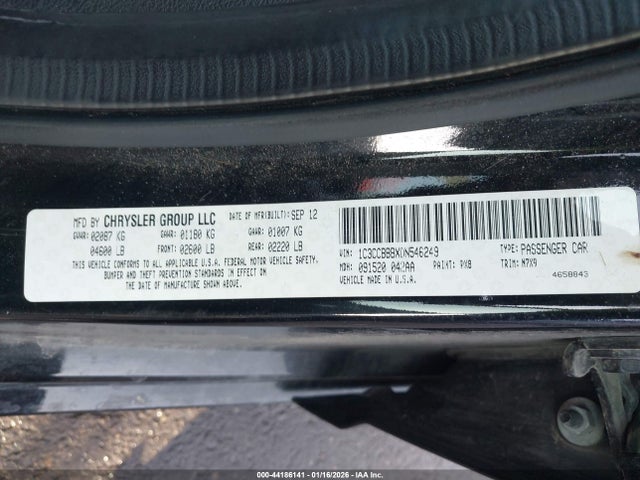 MFD BY CHRYSLER GROUP LLC DATE OF MFR(BUILT): SEP 12
GVWR: 02087 KG GAWR: 01180 KG GAWR: 01007 KG
04600 LB FRONT: 02600 LB REAR: 02220 LB
THIS VEHICLE CONFORMS TO ALL APPLICABLE U.S.A. FEDERAL MOTOR VEHICLE SAFETY,
BUMPER AND THEFT PREVENTION STANDARDS IN EFFECT ON
THE DATE OF MANUFACTURE SHOWN ABOVE.
VIN: 1C3CCBBBXDN546249 TYPE: PASSENGER CAR
MDH: 091520 042AA PAINT: PX8 TRIM: M7X9
VEHICLE MADE IN U.S.A. 4658843
000-44186141 - 01/16/2026 - IAA Inc.